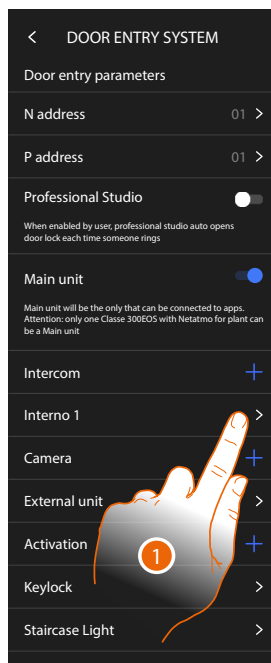 DOOR ENTRY SYSTEM
Door entry parameters
N address 01
P address 01
Professional Studio
When enabled by user, professional studio auto opens
door lock each time someone rings
Main unit
Main unit will be the only that can be connected to apps.
Attention: only one Classe 300EOS with Netatmo for plant can
be a Main unit
Intercom
Interno 1
Camera
External unit
Activation
1
Keylock
Staircase Light